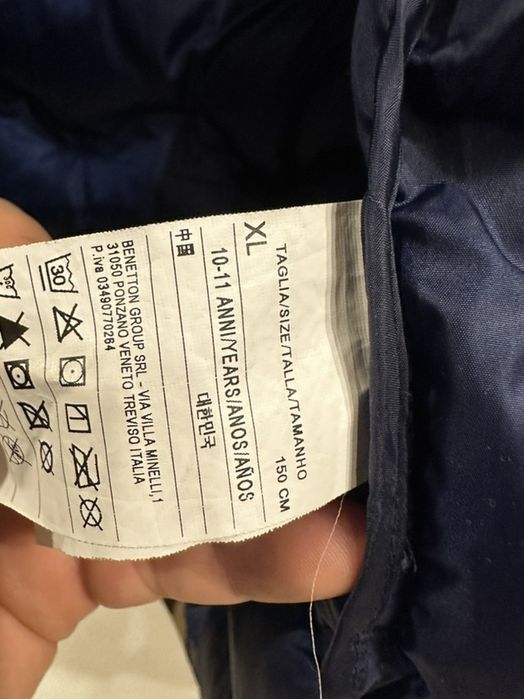 TAGLIA/SIZE/TALLA/TAMANHO
XL 150 CM
10-11 ANNI/YEARS/ANOS/AÑOS
中国 대한민국
BENETTON GROUP SRL - VIA VILLA MINELLI,1
31050 PONZANO VENETO TREVISO ITALIA
P.iva 03490770264
30